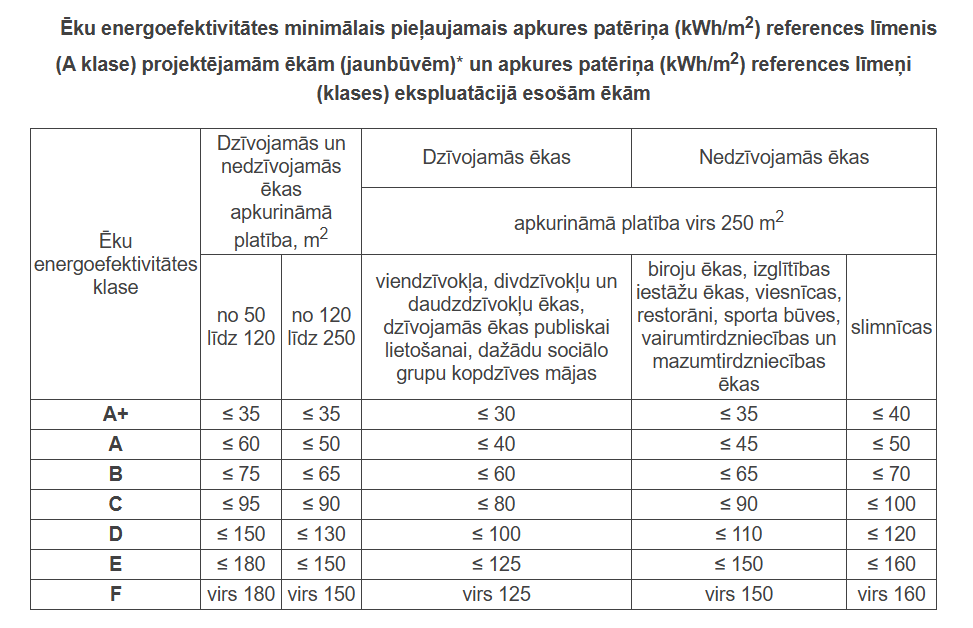 Ēku energoefektivitātes minimālais pieļaujamais apkures patēriņa (kWh/m²) references līmenis
(A klase) projektējamām ēkām (jaunbūvēm)* un apkures patēriņa (kWh/m²) references līmeņi
(klases) ekspluatācijā esošām ēkām
Ēku
energoefektivitātes
klase
Dzīvojamās un
nedzīvojamās
ēkas
apkurināmā
platība, m²
Dzīvojamās ēkas
Nedzīvojamās ēkas
apkurināmā platība virs 250 m²
no 50
līdz 120
no 120
līdz 250
viendzīvokļa, divdzīvokļu un
daudzdzīvokļu ēkas,
dzīvojamās ēkas publiskai
lietošanai, dažādu sociālo
grupu kopdzīves mājas
biroju ēkas, izglītības
iestāžu ēkas, viesnīcas,
restorāni, sporta būves,
vairumtirdzniecības un
mazumtirdzniecības
ēkas
slimnīcas
A+ ≤ 35 ≤ 35 ≤ 30 ≤ 35 ≤ 40
A ≤ 60 ≤ 50 ≤ 40 ≤ 45 ≤ 50
B ≤ 75 ≤ 65 ≤ 60 ≤ 65 ≤ 70
C ≤ 95 ≤ 90 ≤ 80 ≤ 90 ≤ 100
D ≤ 150 ≤ 130 ≤ 100 ≤ 110 ≤ 120
E ≤ 180 ≤ 150 ≤ 125 ≤ 150 ≤ 160
F virs 180 virs 150 virs 125 virs 150 virs 160